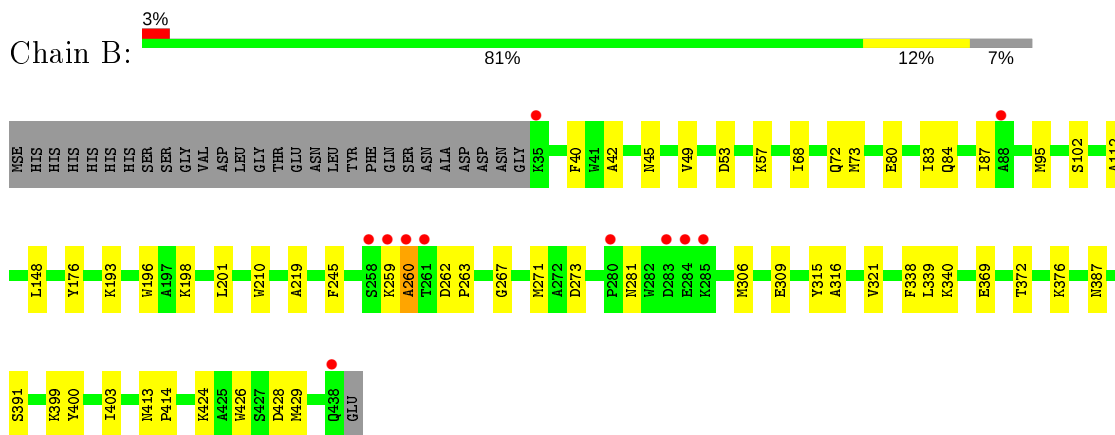 3%
Chain B:
81% 12% 7%
MSE HIS HIS HIS HIS HIS HIS SER SER GLY VAL ASP LEU GLY THR GLU ASN LEU TYR PHE GLN SER ASN ALA ASP ASP ASN GLY K35 F40 W41 A42 N45 V49 D53 K57 I68 Q72 M73 E80 I83 Q84 I87 A88 M95 S102 A112
L148 Y176 K193 W196 A197 K198 L201 W210 A219 F245 S258 K259 A260 T261 D262 P263 G267 M271 A272 D273 P280 N281 W282 D283 E284 K285 M306 E309 Y315 A316 V321 F338 L339 K340 E369 T372 K376 N387
S391 K399 Y400 I403 N413 P414 K424 A425 W426 S427 D428 M429 Q438 GLU